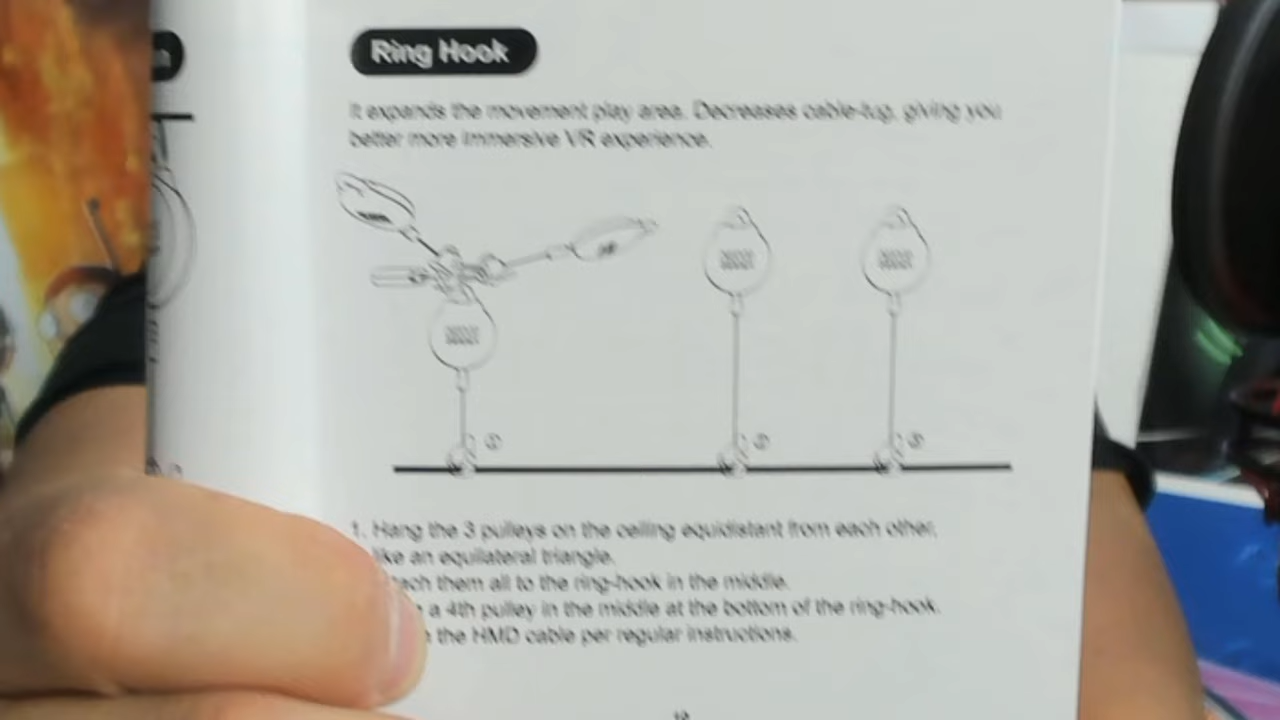 Ring Hook
It expands the movement play area. Decreases cable-tug, giving you
better more immersive VR experience.
①
②
③
1. Hang the 3 pulleys on the ceiling equidistant from each other,
like an equilateral triangle.
them all to the ring-hook in the middle.
a 4th pulley in the middle at the bottom of the ring-hook.
the HMD cable per regular instructions.